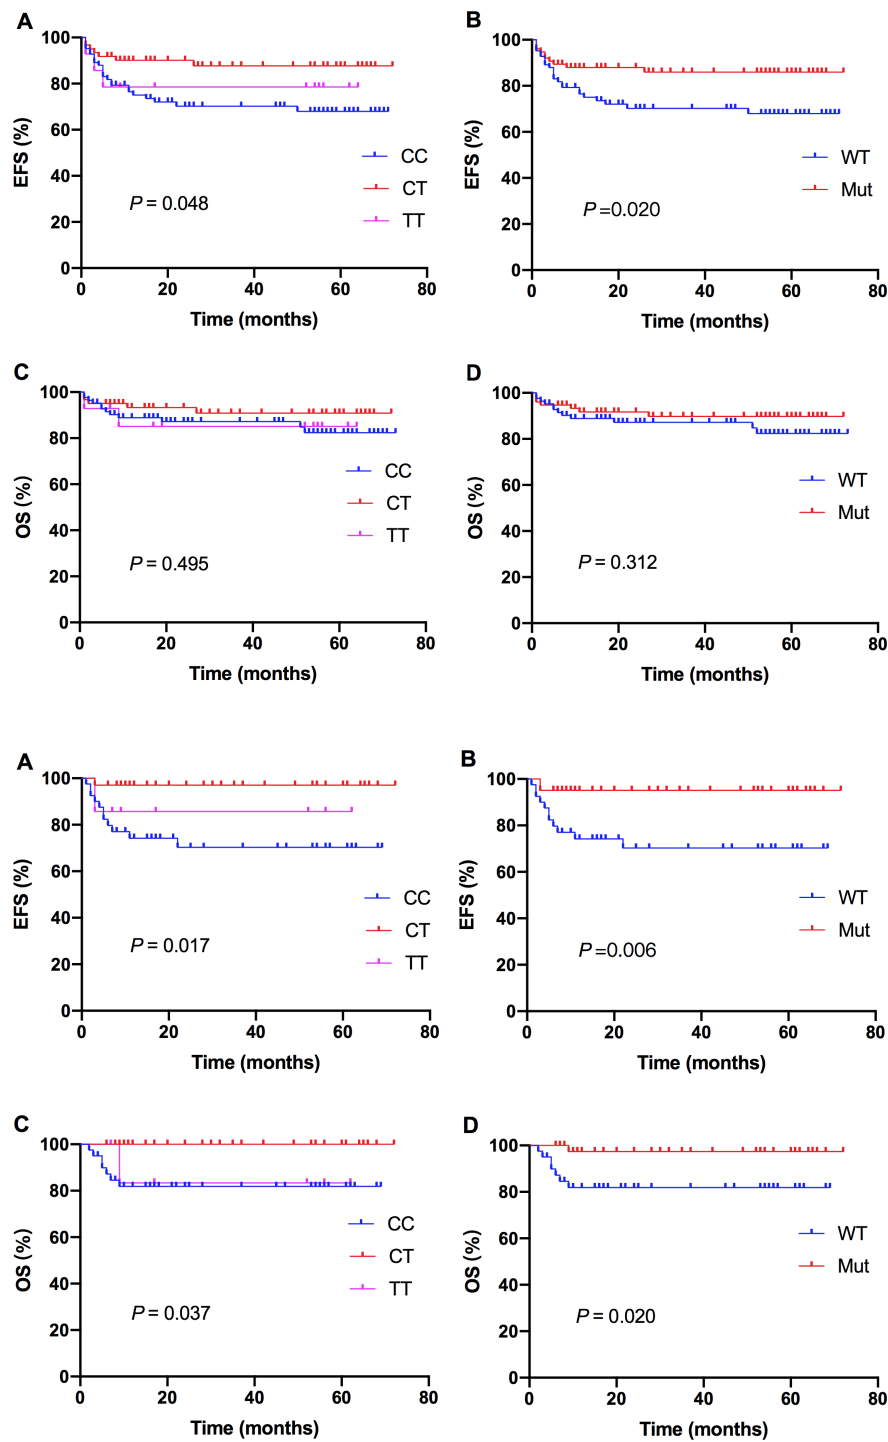 A
100
80
60
40
20
0
EFS (%)
CC
CT
TT
P = 0.048
0 20 40 60 80
Time (months)
B
100
80
60
40
20
0
EFS (%)
WT
Mut
P =0.020
0 20 40 60 80
Time (months)
C
100
80
60
40
20
0
OS (%)
CC
CT
TT
P = 0.495
0 20 40 60 80
Time (months)
D
100
80
60
40
20
0
OS (%)
WT
Mut
P = 0.312
0 20 40 60 80
Time (months)
A
100
80
60
40
20
0
EFS (%)
CC
CT
TT
P = 0.017
0 20 40 60 80
Time (months)
B
100
80
60
40
20
0
EFS (%)
WT
Mut
P =0.006
0 20 40 60 80
Time (months)
C
100
80
60
40
20
0
OS (%)
CC
CT
TT
P = 0.037
0 20 40 60 80
Time (months)
D
100
80
60
40
20
0
OS (%)
WT
Mut
P = 0.020
0 20 40 60 80
Time (months)